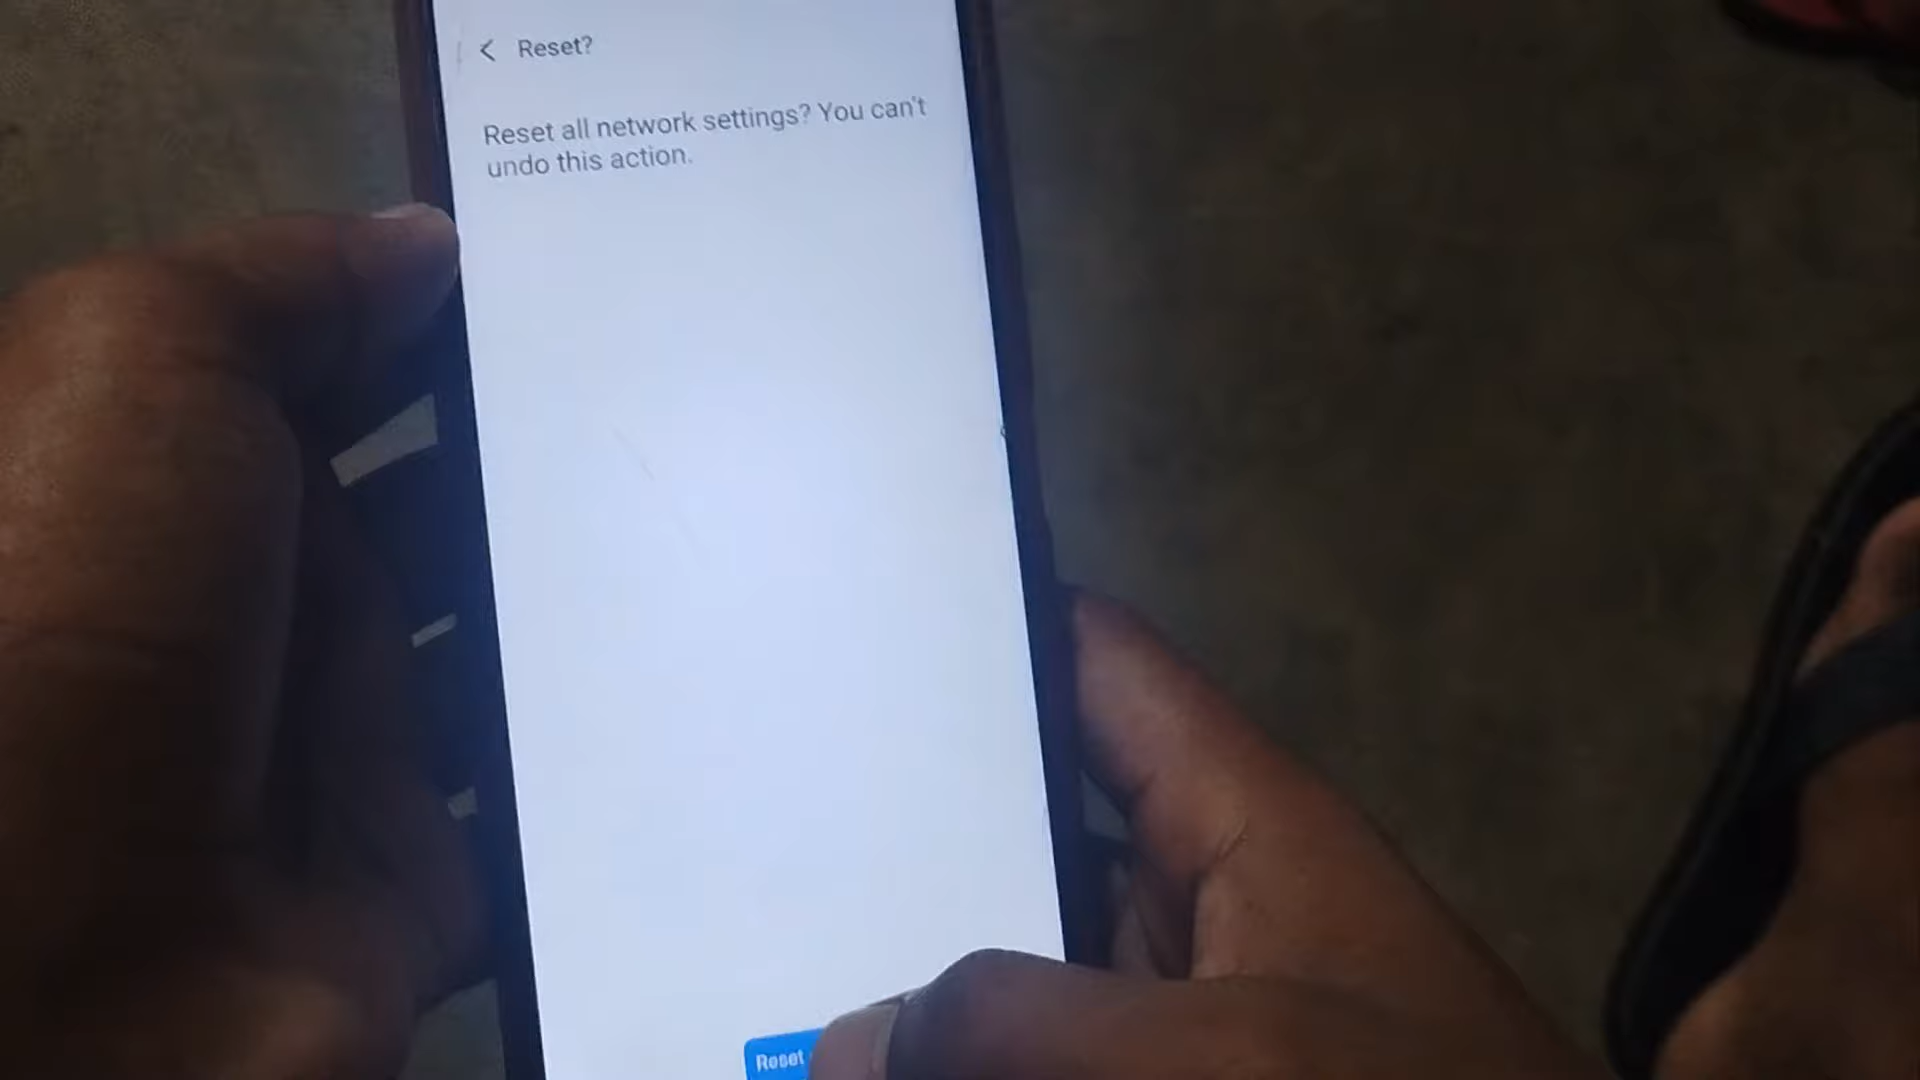 Reset?
Reset all network settings? You can't
undo this action.
Reset